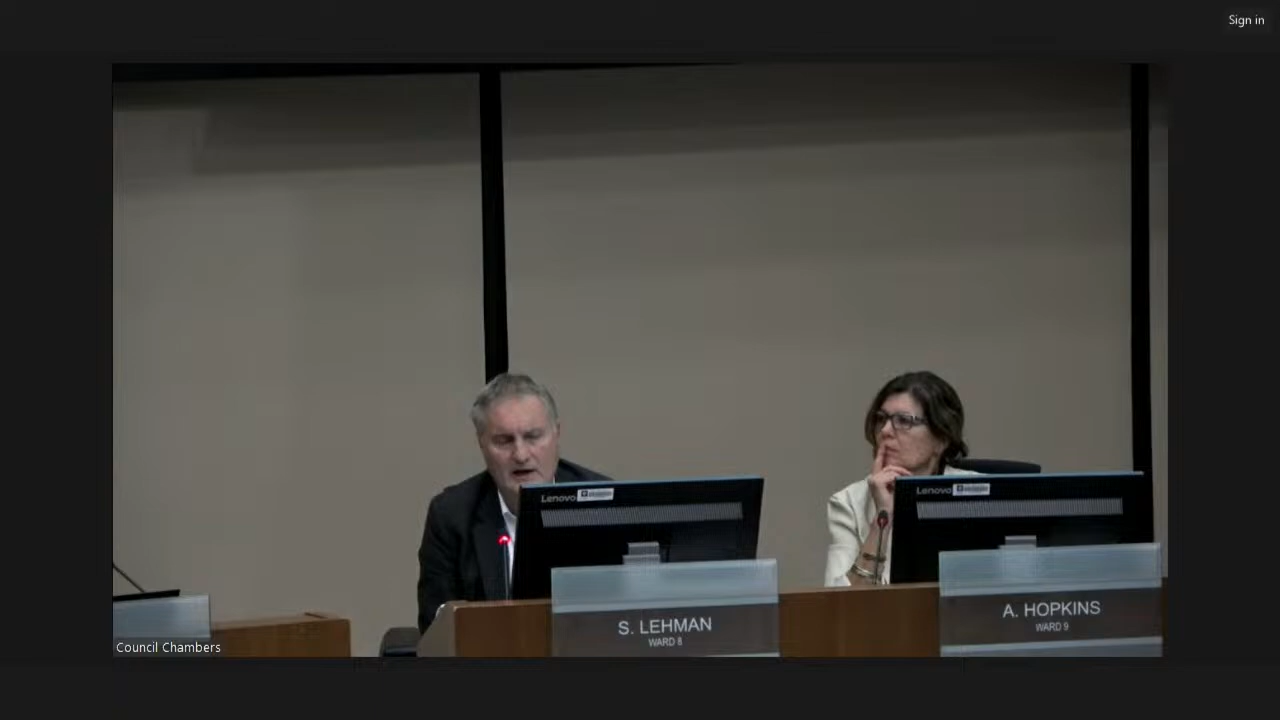 Sign in
Lenovo
Lenovo
S. LEHMAN
WARD 8
A. HOPKINS
WARD 9
Council Chambers